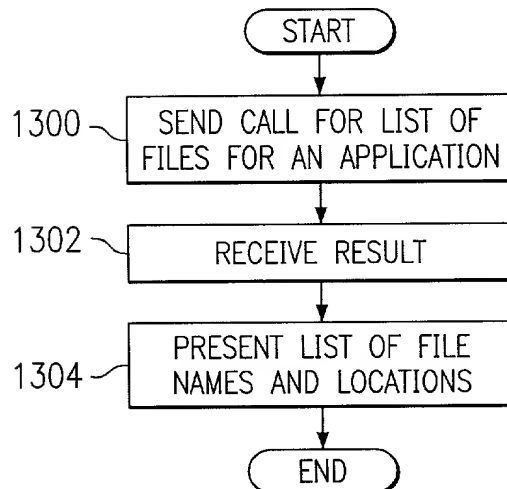 START
1300
SEND CALL FOR LIST OF
FILES FOR AN APPLICATION
1302
RECEIVE RESULT
1304
PRESENT LIST OF FILE
NAMES AND LOCATIONS
END